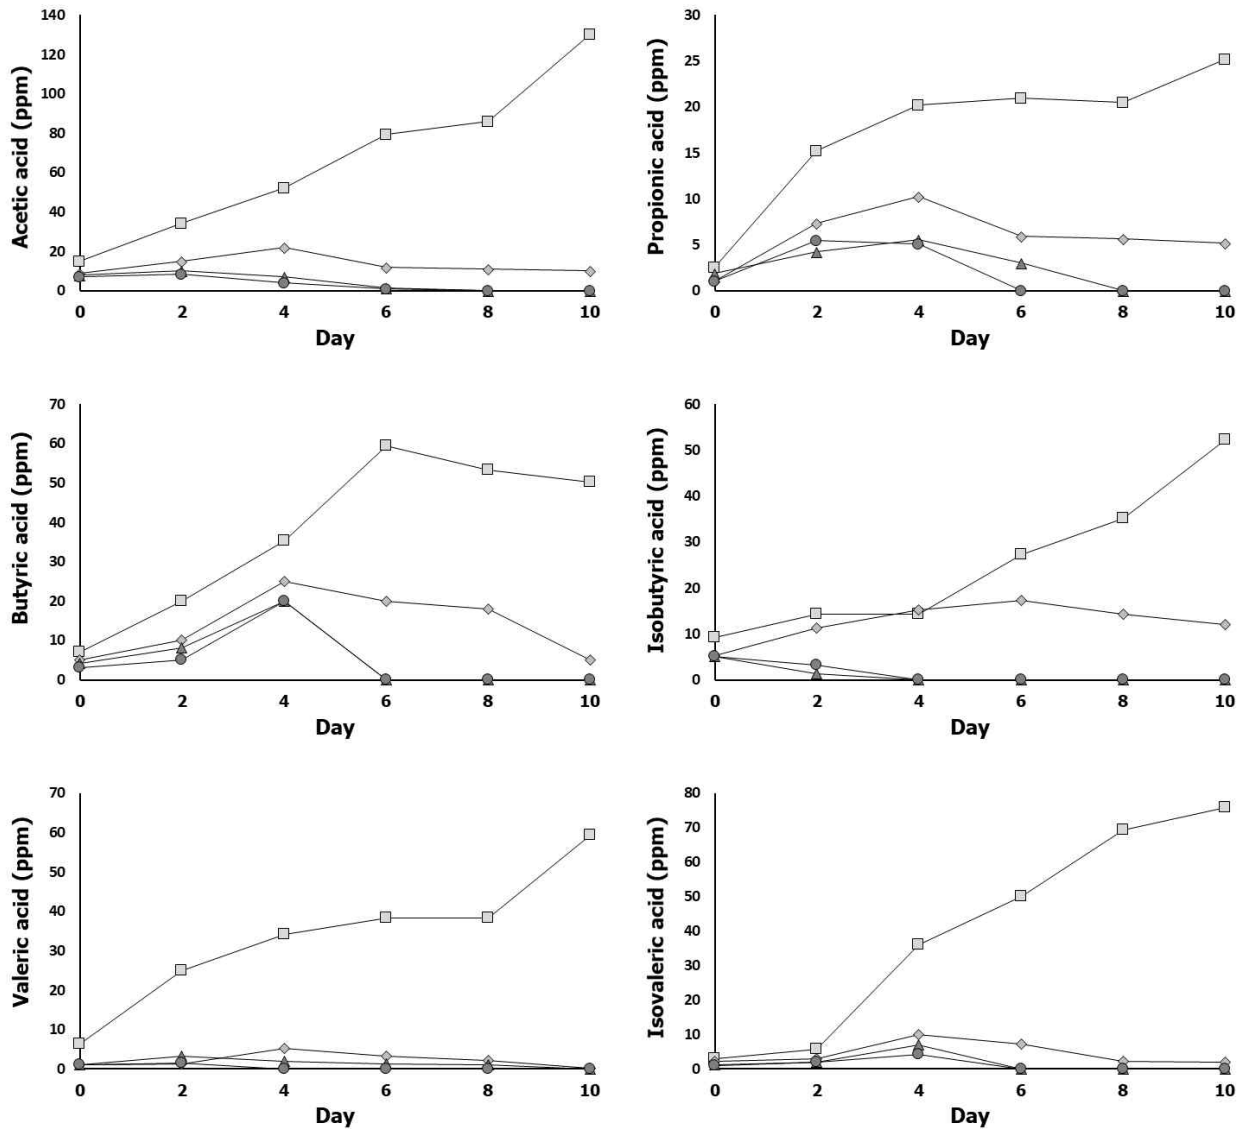 Acetic acid (ppm)
140
120
100
80
60
40
20
0
0 2 4 6 8 10
Day
Propionic acid (ppm)
30
25
20
15
10
5
0
0 2 4 6 8 10
Day
Butyric acid (ppm)
70
60
50
40
30
20
10
0
0 2 4 6 8 10
Day
Isobutyric acid (ppm)
60
50
40
30
20
10
0
0 2 4 6 8 10
Day
Valeric acid (ppm)
70
60
50
40
30
20
10
0
0 2 4 6 8 10
Day
Isovaleric acid (ppm)
80
70
60
50
40
30
20
10
0
0 2 4 6 8 10
Day